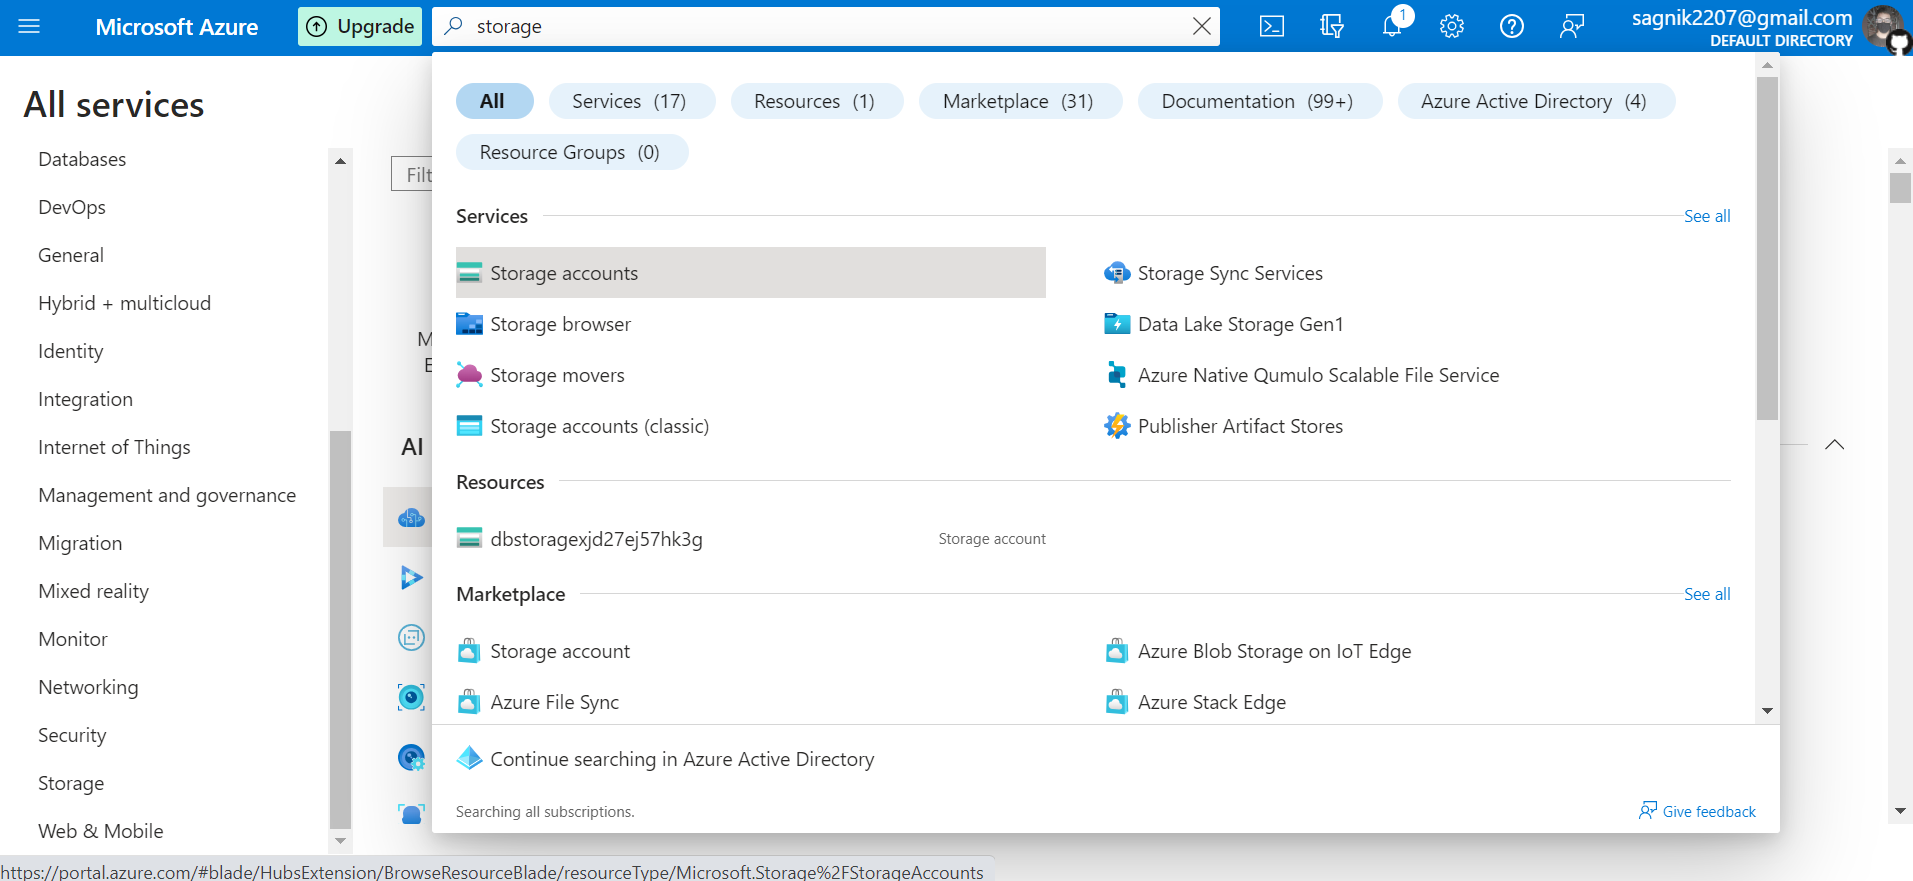 Microsoft Azure
Upgrade
storage
1
sagnik2207@gmail.com
DEFAULT DIRECTORY
All services
Databases
DevOps
General
Hybrid + multicloud
Identity
Integration
Internet of Things
Management and governance
Migration
Mixed reality
Monitor
Networking
Security
Storage
Web & Mobile
Filt
M
E
AI
All
Services (17)
Resources (1)
Marketplace (31)
Documentation (99+)
Azure Active Directory (4)
Resource Groups (0)
Services
See all
Storage accounts
Storage Sync Services
Storage browser
Data Lake Storage Gen1
Storage movers
Azure Native Qumulo Scalable File Service
Storage accounts (classic)
Publisher Artifact Stores
Resources
dbstoragexjd27ej57hk3g
Storage account
Marketplace
See all
Storage account
Azure Blob Storage on IoT Edge
Azure File Sync
Azure Stack Edge
Continue searching in Azure Active Directory
Searching all subscriptions.
Give feedback
https://portal.azure.com/#blade/HubsExtension/BrowseResourceBlade/resourceType/Microsoft.Storage%2FStorageAccounts